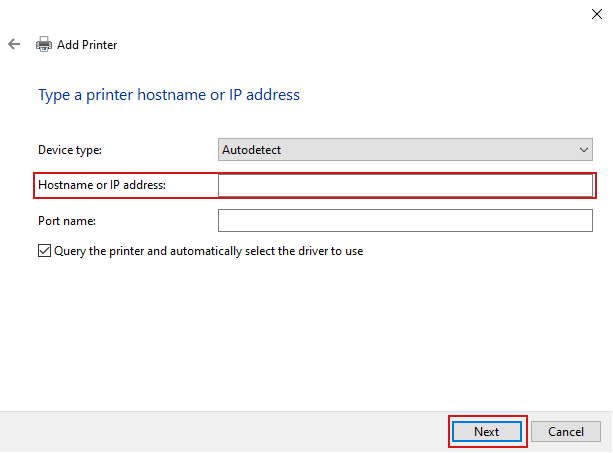 Add Printer
Type a printer hostname or IP address
Device type: Autodetect
Hostname or IP address:
Port name:
Query the printer and automatically select the driver to use
Next Cancel